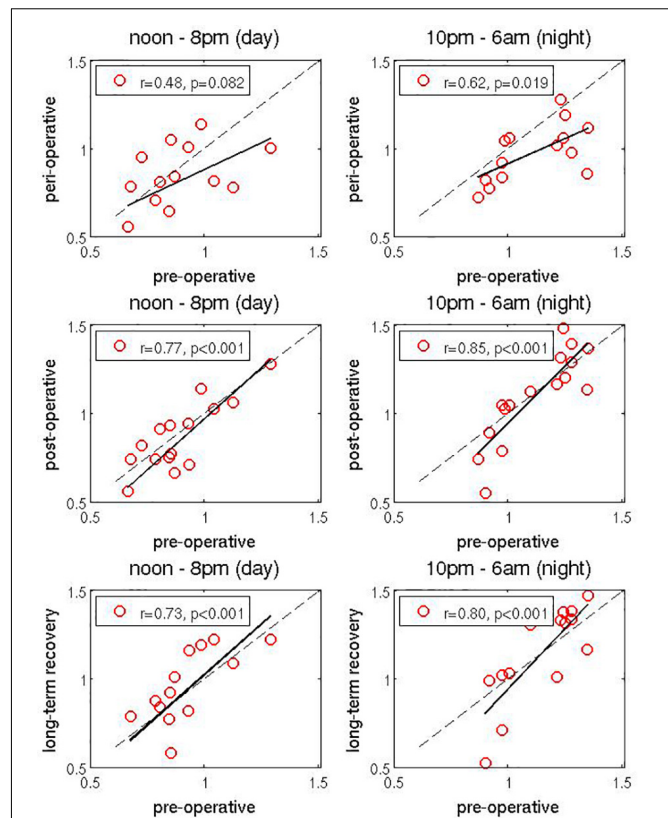 noon - 8pm (day)
10pm - 6am (night)
1.5
r=0.48, p=0.082
1
0.5
0.5
1
1.5
peri-operative
pre-operative
1.5
r=0.62, p=0.019
1
0.5
0.5
1
1.5
peri-operative
pre-operative
noon - 8pm (day)
10pm - 6am (night)
1.5
r=0.77, p<0.001
1
0.5
0.5
1
1.5
post-operative
pre-operative
1.5
r=0.85, p<0.001
1
0.5
0.5
1
1.5
post-operative
pre-operative
noon - 8pm (day)
10pm - 6am (night)
1.5
r=0.73, p<0.001
1
0.5
0.5
1
1.5
long-term recovery
pre-operative
1.5
r=0.80, p<0.001
1
0.5
0.5
1
1.5
long-term recovery
pre-operative